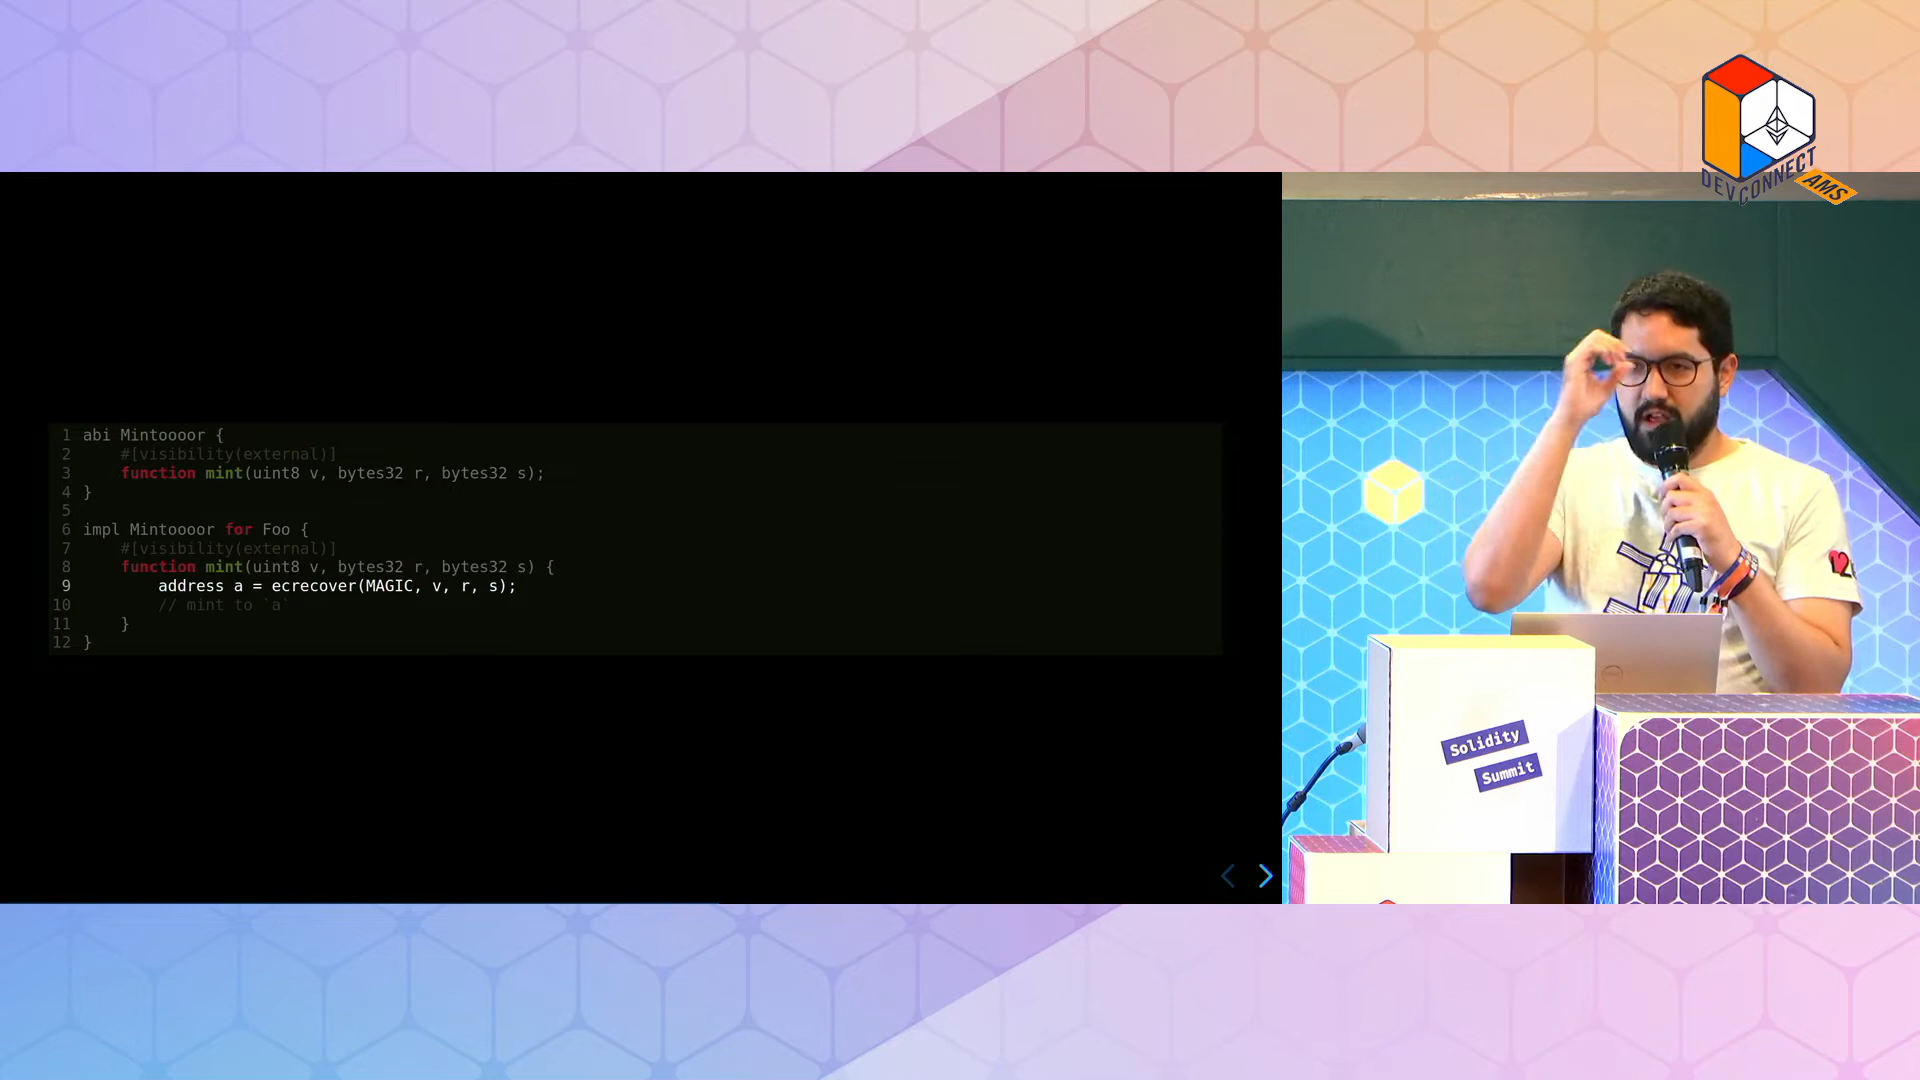 DEVCONNECT
AMS
1 abi Mintoooor {
2     #[visibility(external)]
3     function mint(uint8 v, bytes32 r, bytes32 s);
4 }
5
6 impl Mintoooor for Foo {
7     #[visibility(external)]
8     function mint(uint8 v, bytes32 r, bytes32 s) {
9         address a = ecrecover(MAGIC, v, r, s);
10         // mint to `a`
11     }
12 }
Solidity
Summit